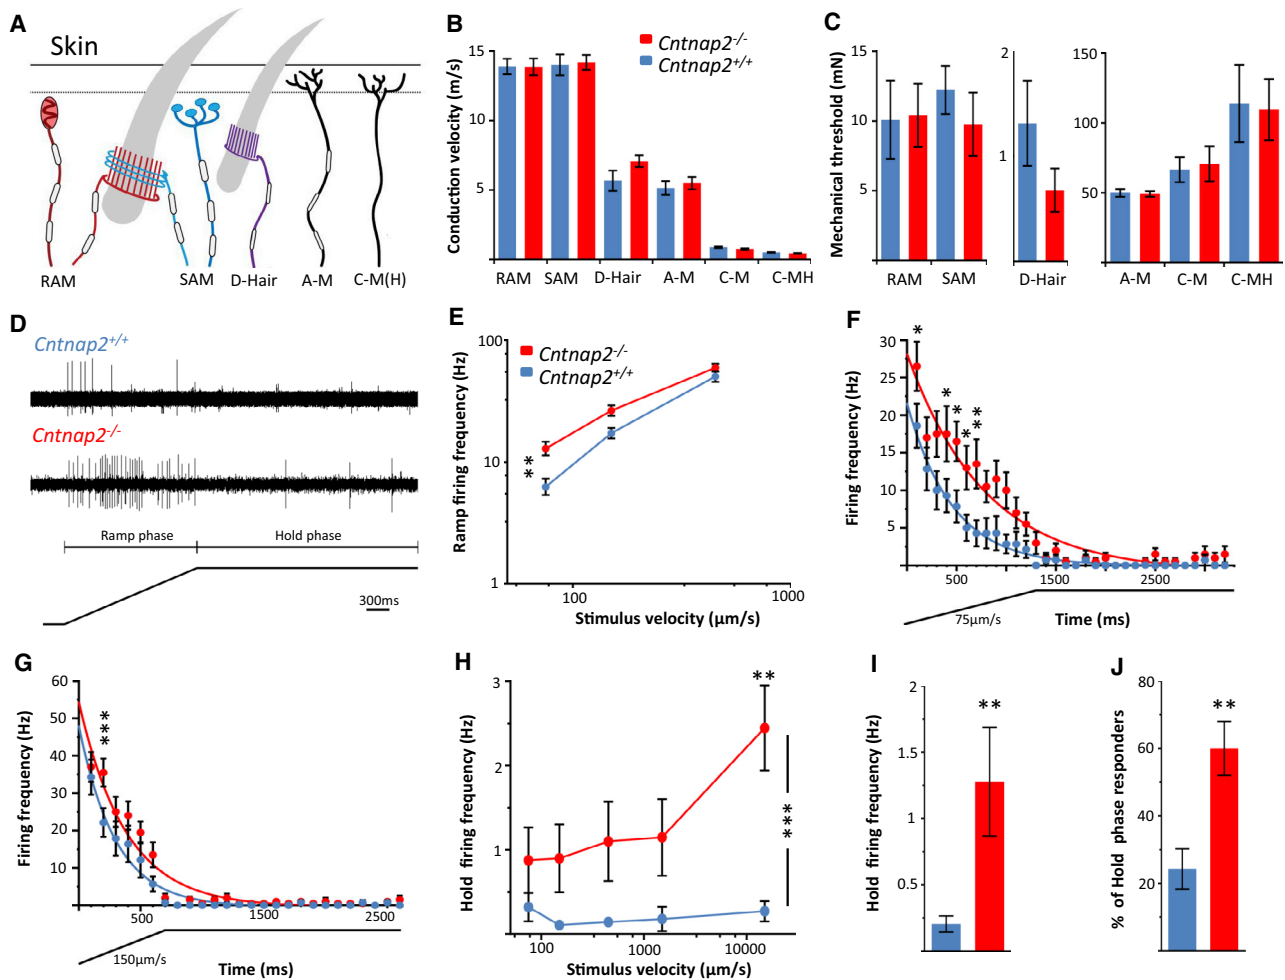 A
Skin
RAM
SAM
D-Hair
A-M
C-M(H)
B
Cntnap2-/-
Cntnap2+/+
Conduction velocity (m/s)
15
10
5
RAM
SAM
D-Hair
A-M
C-M
C-MH
C
Mechanical threshold (mN)
15
10
5
RAM
SAM
2
1
D-Hair
150
100
50
A-M
C-M
C-MH
D
Cntnap2+/+
Cntnap2-/-
Ramp phase
Hold phase
300ms
E
Cntnap2-/-
Cntnap2+/+
Ramp firing frequency (Hz)
100
10
1
**
100
1000
Stimulus velocity (µm/s)
F
Firing frequency (Hz)
30
25
20
15
10
5
*
*
*
*
**
500
1500
2500
75µm/s
Time (ms)
G
Firing frequency (Hz)
60
50
40
30
20
10
***
500
1500
2500
150µm/s
Time (ms)
H
Hold firing frequency (Hz)
3
2
1
**
***
100
1000
10000
Stimulus velocity (µm/s)
I
Hold firing frequency (Hz)
2
1.5
1
0.5
**
J
% of Hold phase responders
80
60
40
20
**